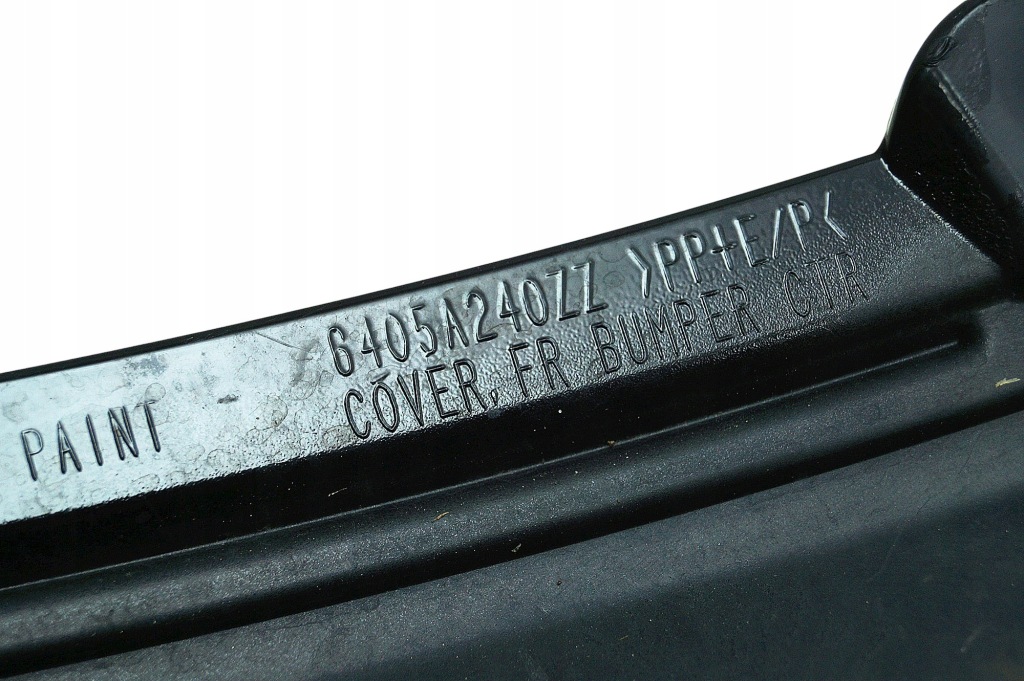 6405A240ZZ >PP+E/P<
COVER, FR BUMPER CTR
PAINT